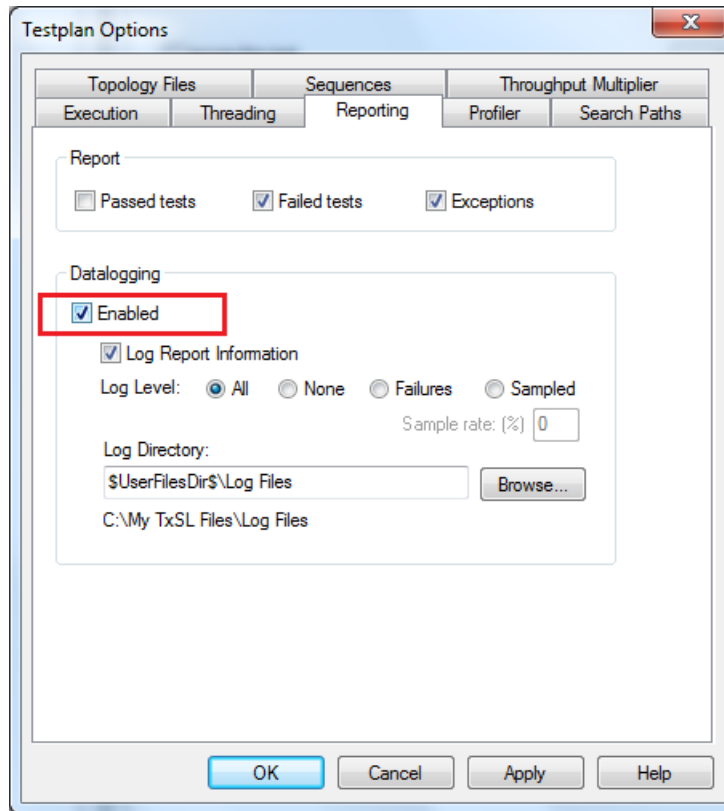 Testplan Options
X
Topology Files Sequences Throughput Multiplier
Execution Threading Reporting Profiler Search Paths
Report
Passed tests Failed tests Exceptions
Datalogging
Enabled
Log Report Information
Log Level: All None Failures Sampled
Sample rate: (%) 0
Log Directory:
$UserFilesDir$\Log Files Browse...
C:\My TxSL Files\Log Files
OK Cancel Apply Help